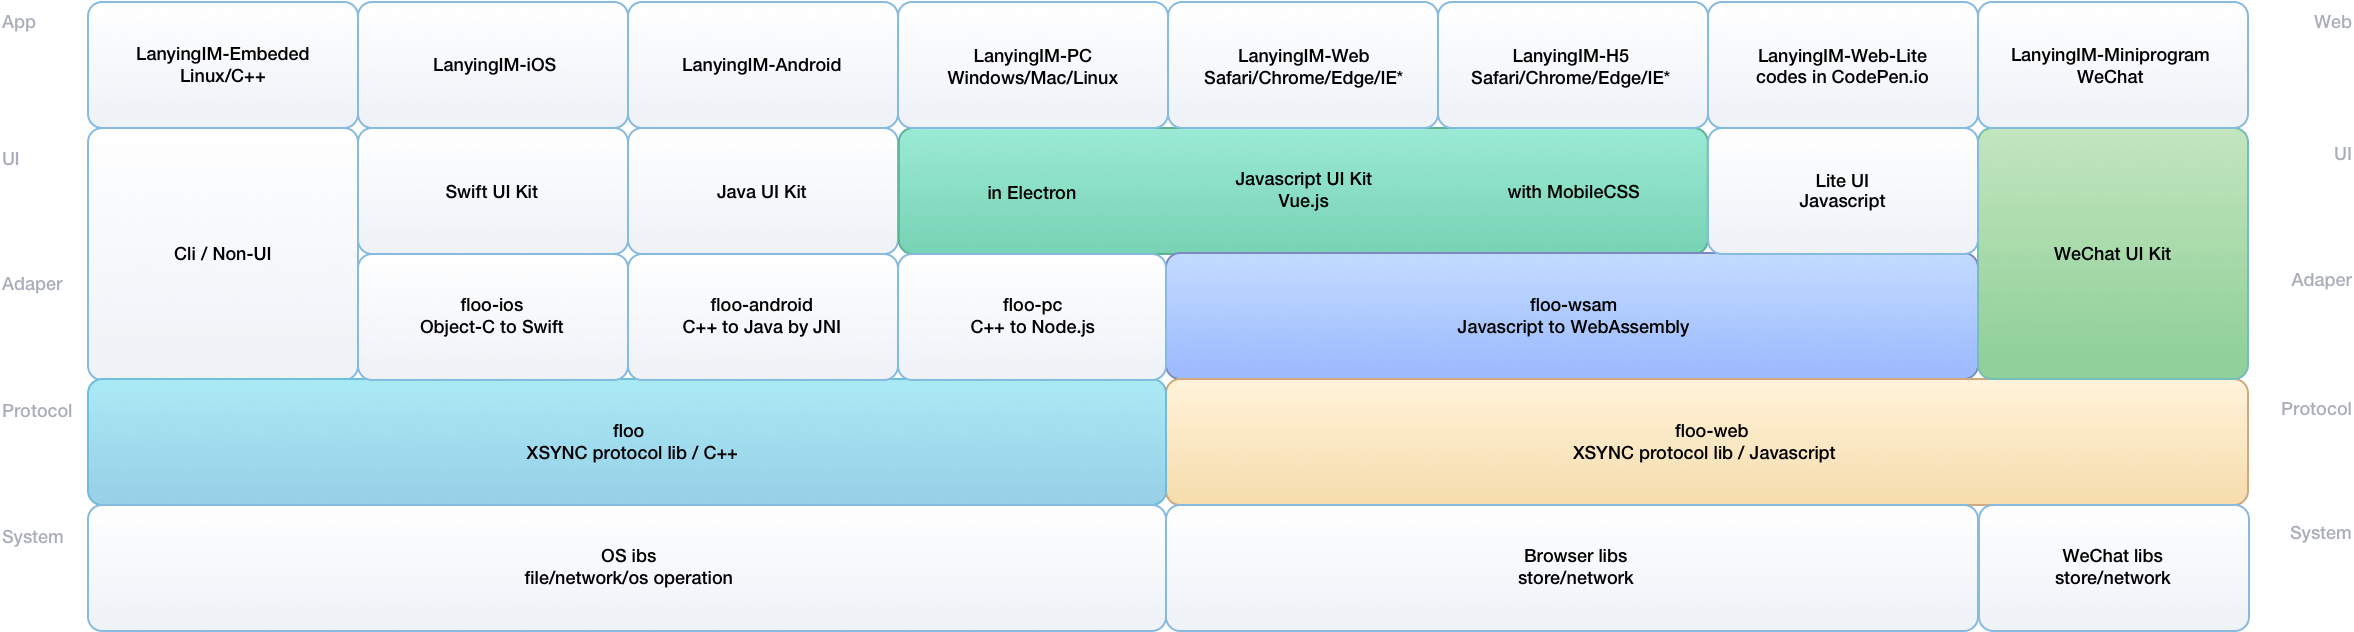 App
LanyingIM-Embeded
Linux/C++
LanyingIM-iOS
LanyingIM-Android
LanyingIM-PC
Windows/Mac/Linux
LanyingIM-Web
Safari/Chrome/Edge/IE*
LanyingIM-H5
Safari/Chrome/Edge/IE*
LanyingIM-Web-Lite
codes in CodePen.io
LanyingIM-Miniprogram
WeChat
Web
UI
Cli / Non-UI
Swift UI Kit
Java UI Kit
in Electron
Javascript UI Kit
Vue.js
with MobileCSS
Lite UI
Javascript
WeChat UI Kit
UI
Adaper
floo-ios
Object-C to Swift
floo-android
C++ to Java by JNI
floo-pc
C++ to Node.js
floo-wsam
Javascript to WebAssembly
Adaper
Protocol
floo
XSYNC protocol lib / C++
floo-web
XSYNC protocol lib / Javascript
Protocol
System
OS ibs
file/network/os operation
Browser libs
store/network
WeChat libs
store/network
System